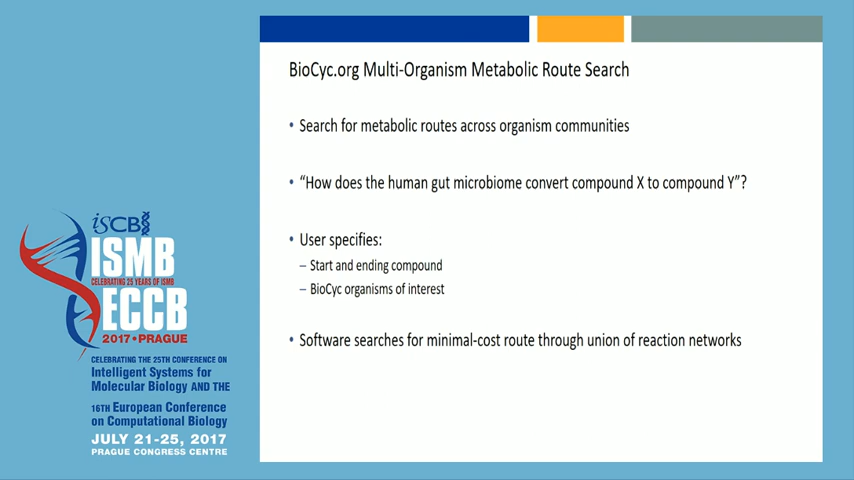 BioCyc.org Multi-Organism Metabolic Route Search
• Search for metabolic routes across organism communities
• “How does the human gut microbiome convert compound X to compound Y”?
• User specifies:
– Start and ending compound
– BioCyc organisms of interest
• Software searches for minimal-cost route through union of reaction networks
iSCB
ISMB
CELEBRATING 25 YEARS OF ISMB
ECCB
2017 • PRAGUE
CELEBRATING THE 25TH CONFERENCE ON
Intelligent Systems for
Molecular Biology AND THE
16TH European Conference
on Computational Biology
JULY 21-25, 2017
PRAGUE CONGRESS CENTRE